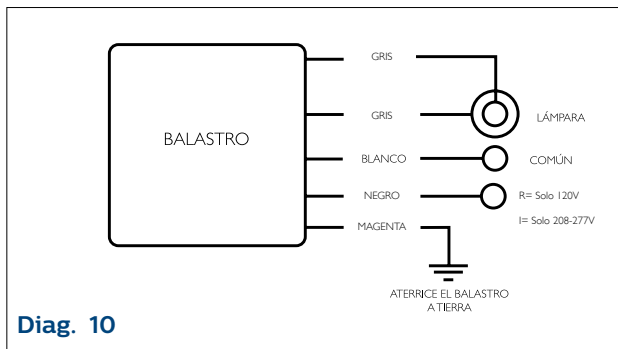 GRIS
GRIS
LÁMPARA
BALASTRO
BLANCO
COMÚN
NEGRO
R= Solo 120V
I= Solo 208-277V
MAGENTA
ATERRICE EL BALASTRO
A TIERRA
Diag. 10